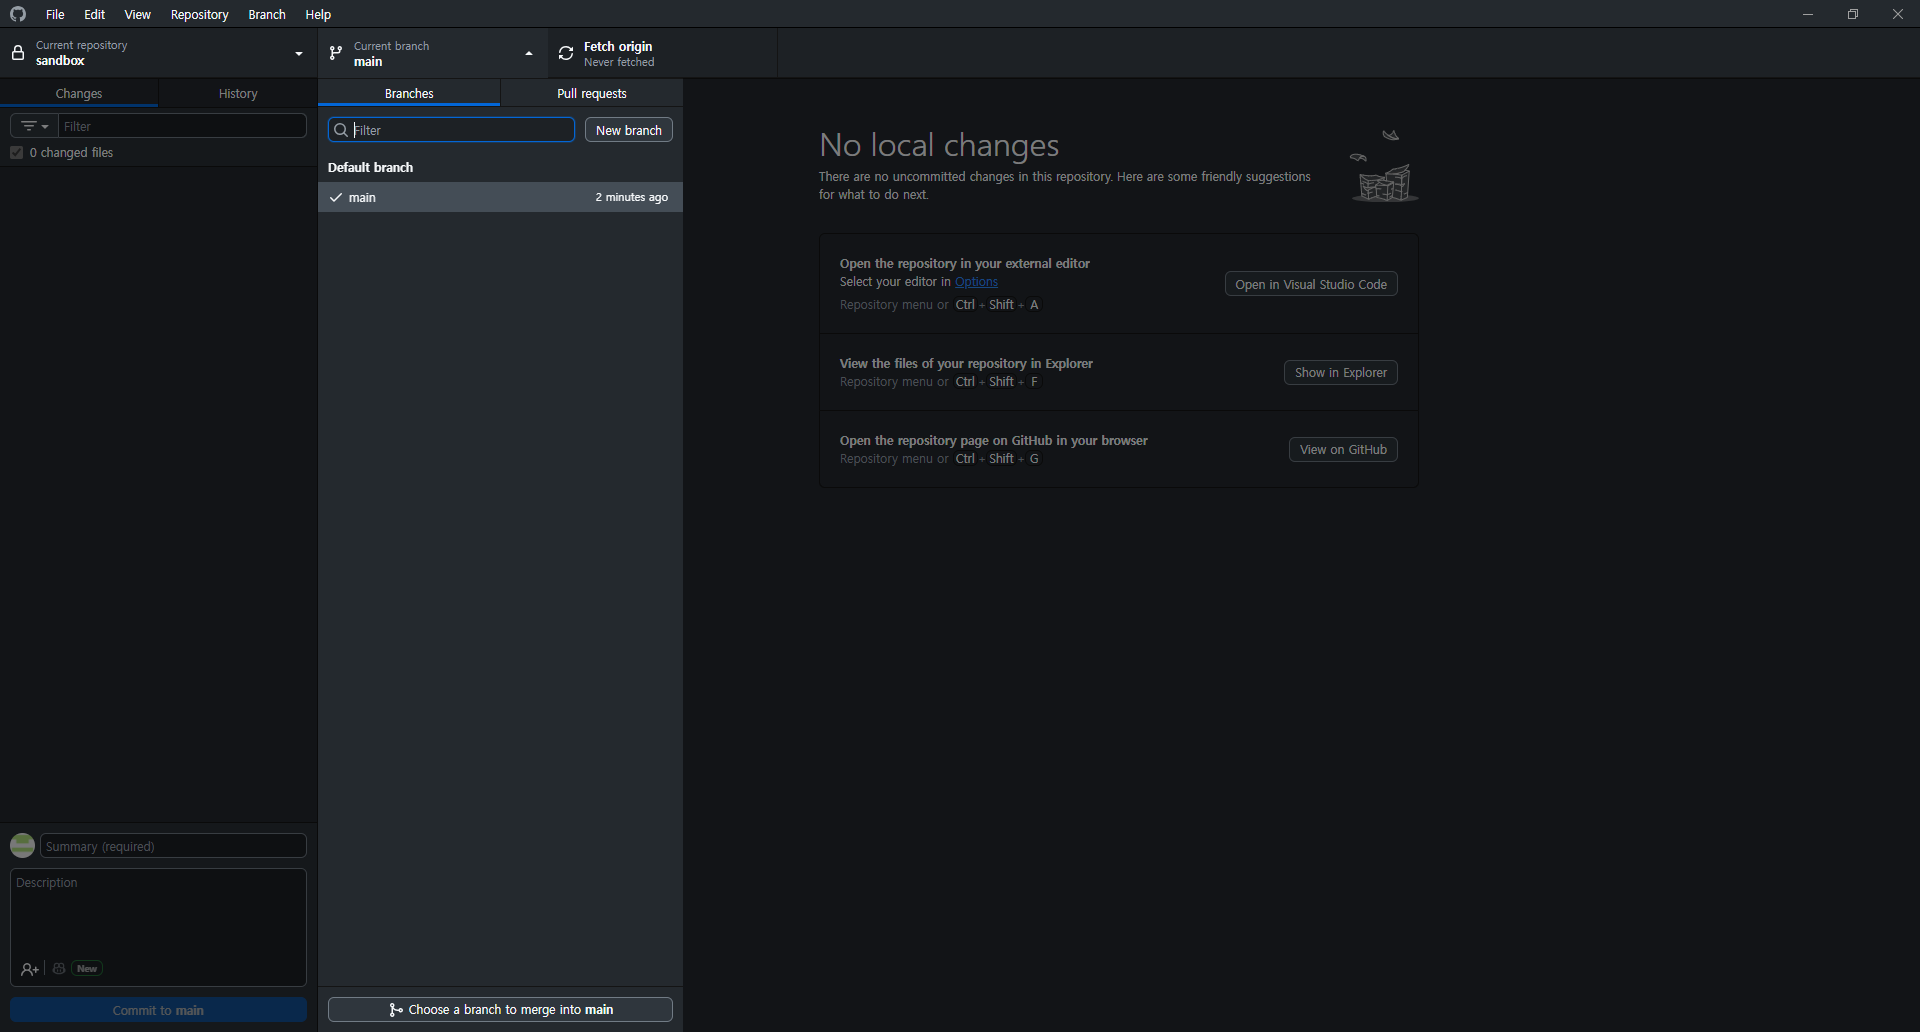 File Edit View Repository Branch Help
Current repository
sandbox
Current branch
main
Fetch origin
Never fetched
Changes History
Filter
0 changed files
Branches Pull requests
Filter
New branch
Default branch
main 2 minutes ago
No local changes
There are no uncommitted changes in this repository. Here are some friendly suggestions
for what to do next.
Open the repository in your external editor
Select your editor in Options
Repository menu or Ctrl + Shift + A
Open in Visual Studio Code
View the files of your repository in Explorer
Repository menu or Ctrl + Shift + F
Show in Explorer
Open the repository page on GitHub in your browser
Repository menu or Ctrl + Shift + G
View on GitHub
Summary (required)
Description
New
Commit to main
Choose a branch to merge into main